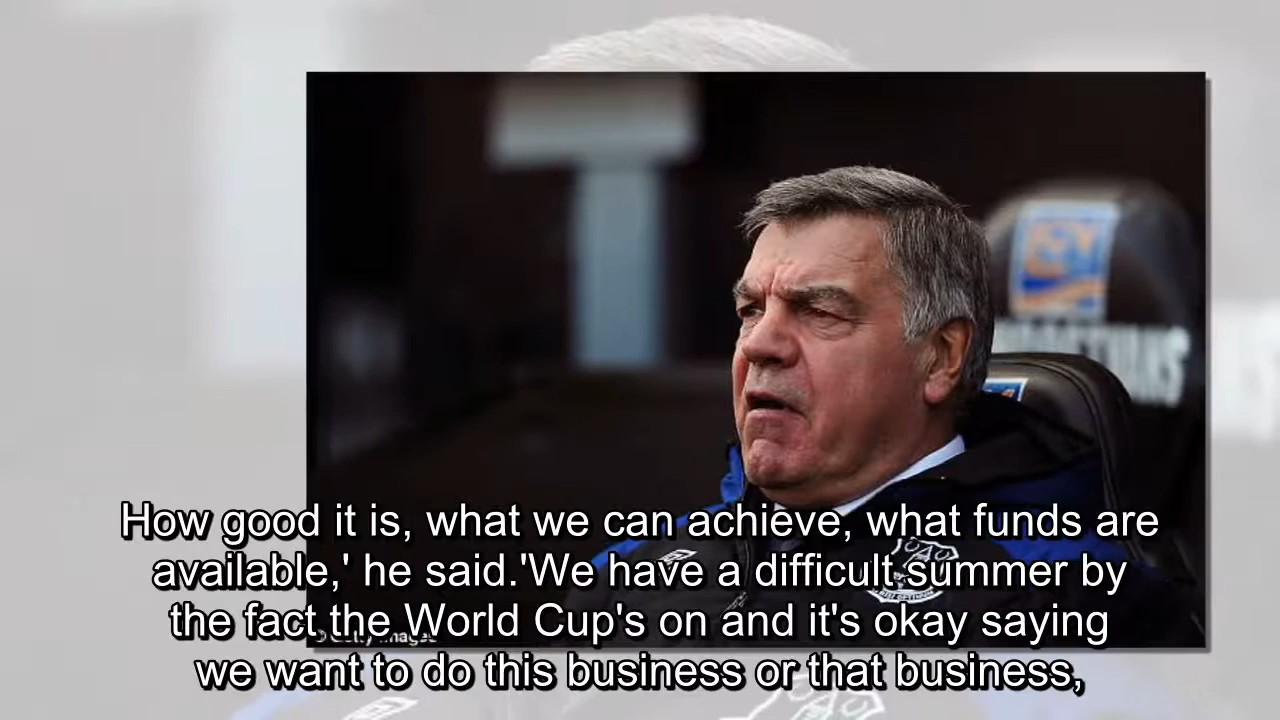 How good it is, what we can achieve, what funds are
available,' he said.'We have a difficult summer by
the fact the World Cup's on and it's okay saying
we want to do this business or that business,